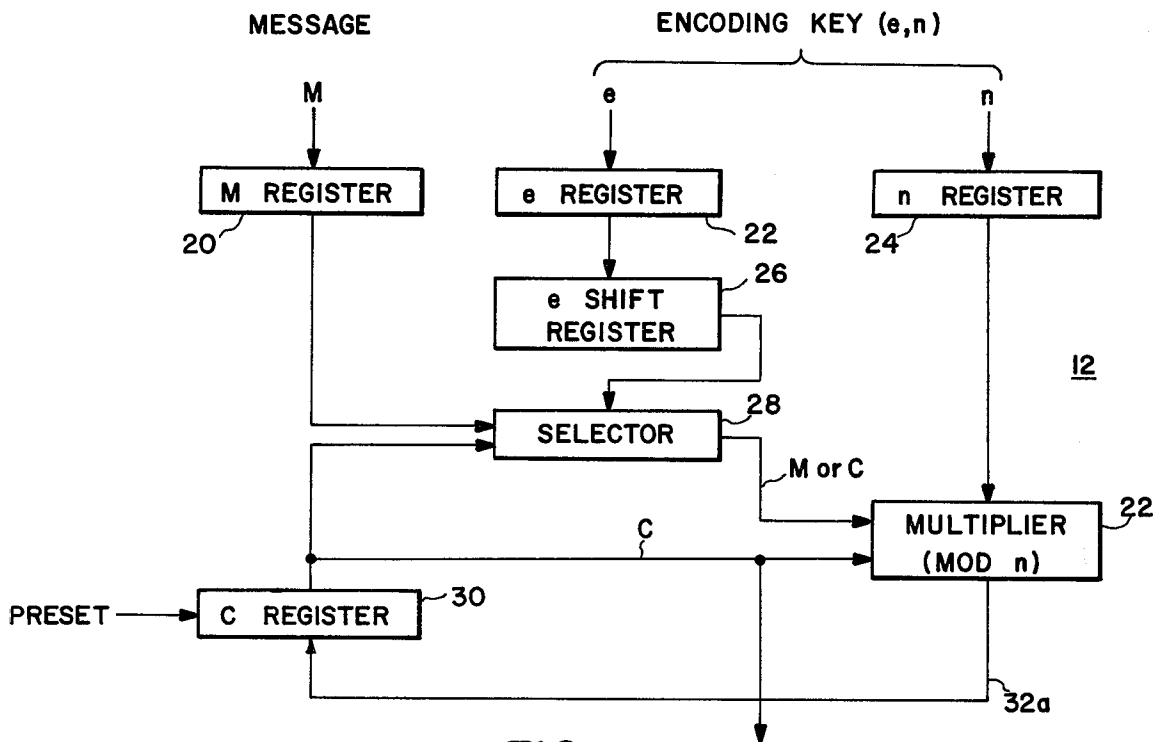 MESSAGE
ENCODING KEY (e,n)
M
e
n
M REGISTER
e REGISTER
n REGISTER
20
22
24
e SHIFT
REGISTER
26
12
SELECTOR
28
M or C
MULTIPLIER
(MOD n)
22
C
PRESET
C REGISTER
30
32a